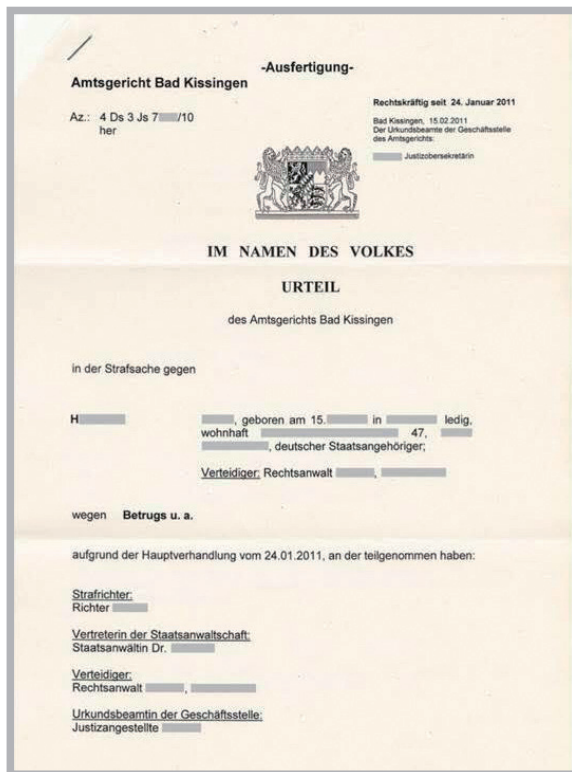 -Ausfertigung-
Amtsgericht Bad Kissingen
Rechtskräftig seit 24. Januar 2011
Az.: 4 Ds 3 Js 7 /10
her
Bad Kissingen, 15.02.2011
Der Urkundsbeamte der Geschäftsstelle
des Amtsgerichts:
Justizobersekretärin
IM NAMEN DES VOLKES
URTEIL
des Amtsgerichts Bad Kissingen
in der Strafsache gegen
H , geboren am 15. in ledig,
wohnhaft 47,
, deutscher Staatsangehöriger;
Verteidiger: Rechtsanwalt ,
wegen Betrugs u. a.
aufgrund der Hauptverhandlung vom 24.01.2011, an der teilgenommen haben:
Strafrichter:
Richter
Vertreterin der Staatsanwaltschaft:
Staatsanwältin Dr.
Verteidiger:
Rechtsanwalt ,
Urkundsbeamtin der Geschäftsstelle:
Justizangestellte